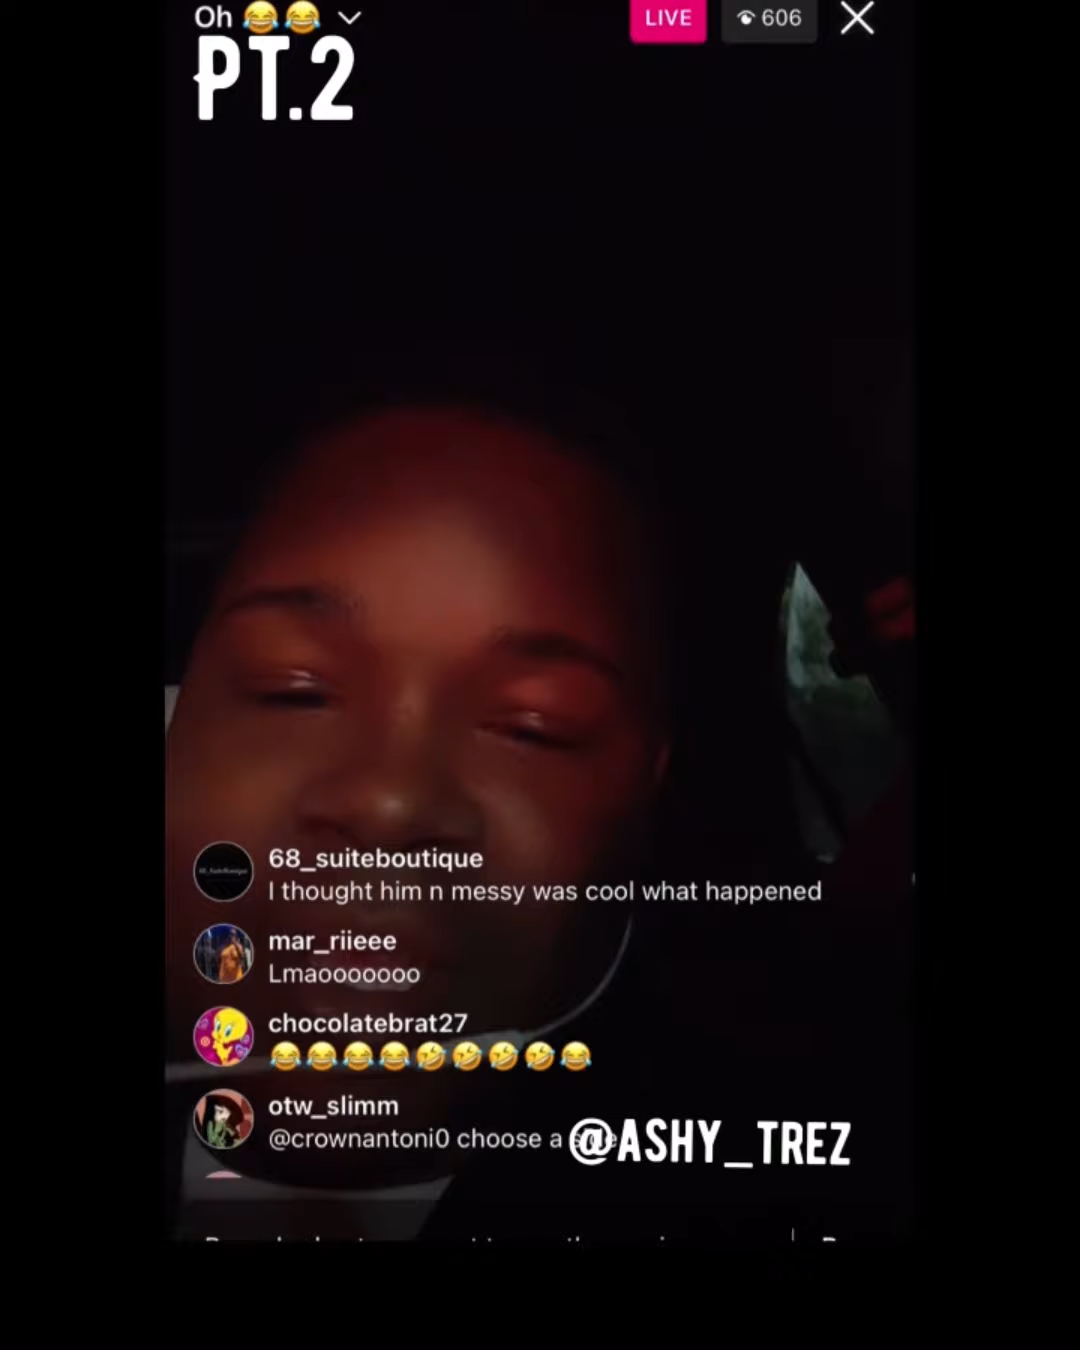 Oh 😂😂
LIVE
606
PT.2
68_suiteboutique
I thought him n messy was cool what happened
mar_riieee
Lmaooooooo
chocolatebrat27
😂😂😂😂🤣🤣🤣🤣😂
otw_slimm
@crownantoni0 choose a
@ASHY_TREZ